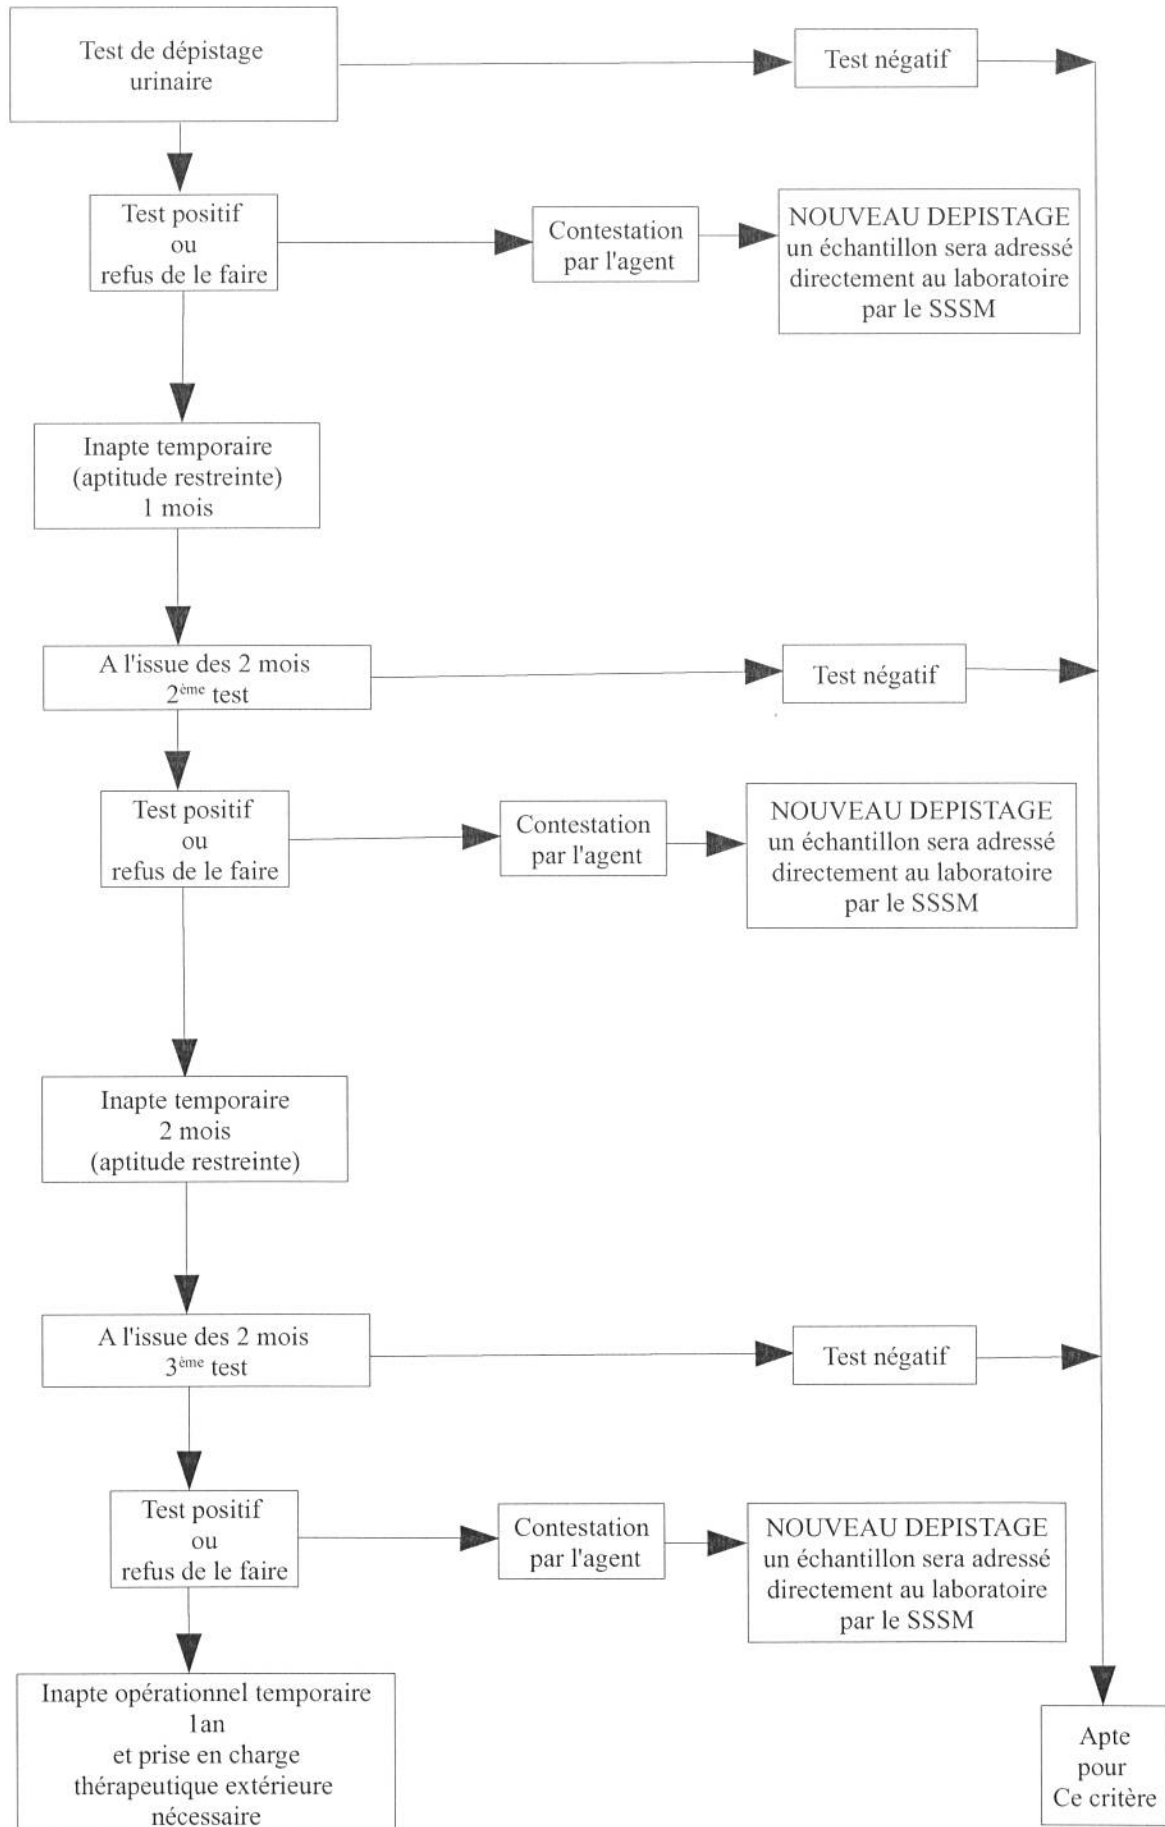 Test de dépistage
urinaire
Test négatif
Test positif
ou
refus de le faire
Contestation
par l'agent
NOUVEAU DEPISTAGE
un échantillon sera adressé
directement au laboratoire
par le SSSM
Inapte temporaire
(aptitude restreinte)
1 mois
A l'issue des 2 mois
2ème test
Test négatif
Test positif
ou
refus de le faire
Contestation
par l'agent
NOUVEAU DEPISTAGE
un échantillon sera adressé
directement au laboratoire
par le SSSM
Inapte temporaire
2 mois
(aptitude restreinte)
A l'issue des 2 mois
3ème test
Test négatif
Test positif
ou
refus de le faire
Contestation
par l'agent
NOUVEAU DEPISTAGE
un échantillon sera adressé
directement au laboratoire
par le SSSM
Inapte opérationnel temporaire
1an
et prise en charge
thérapeutique extérieure
nécessaire
Apte
pour
Ce critère